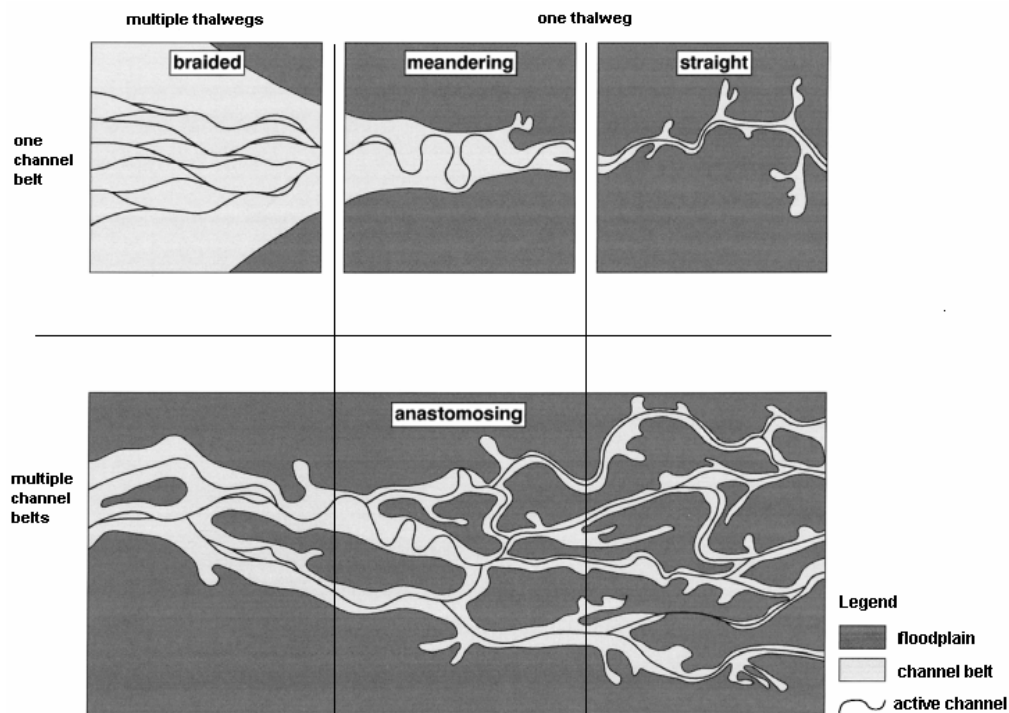 multiple thalwegs
one thalweg
braided
meandering
straight
one
channel
belt
anastomosing
multiple
channel
belts
Legend
floodplain
channel belt
active channel